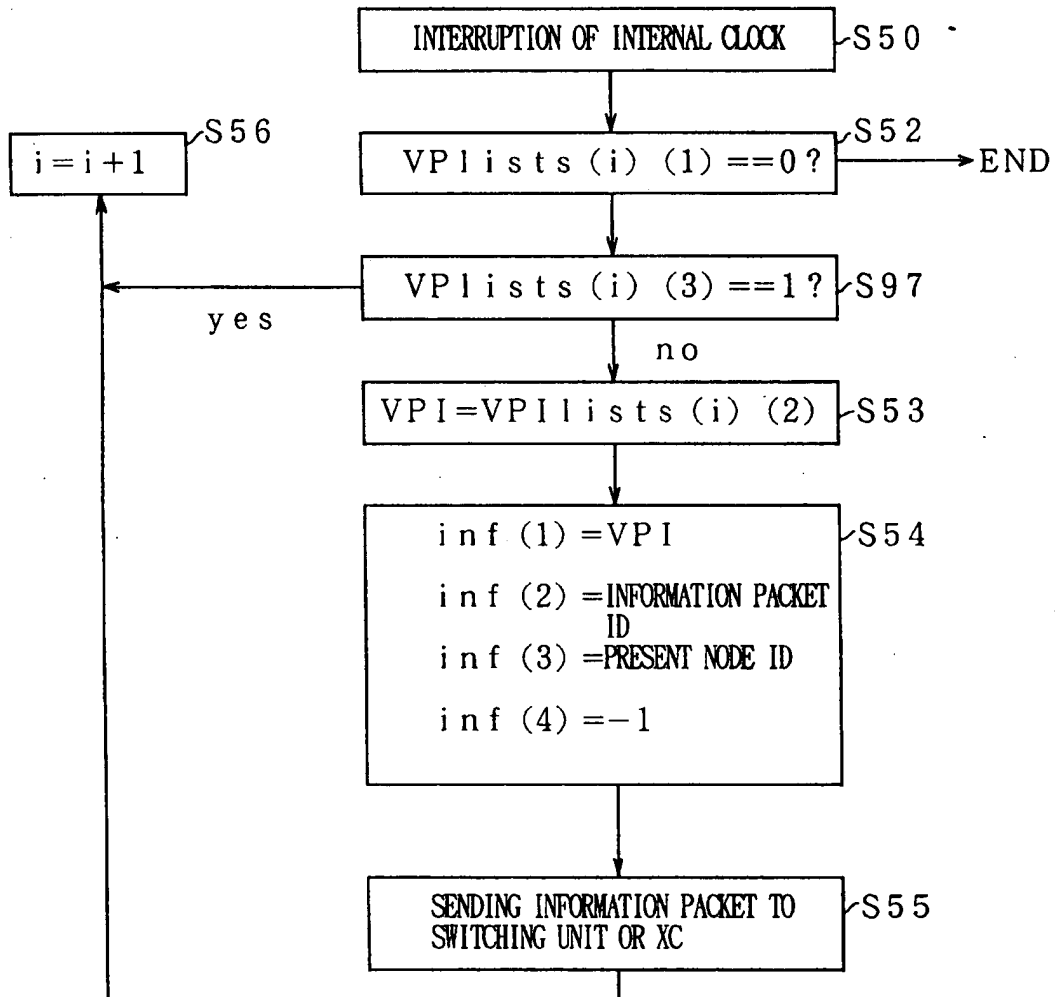 INTERRUPTION OF INTERNAL CLOCK
S50
S56
i=i+1
S52
VPlists(i)(1)==0?
END
VPlists(i)(3)==1?
S97
yes
no
VPI=VPIlists(i)(2)
S53
inf(1)=VPI
S54
inf(2)=INFORMATION PACKET
ID
inf(3)=PRESENT NODE ID
inf(4)=-1
SENDING INFORMATION PACKET TO
SWITCHING UNIT OR XC
S55